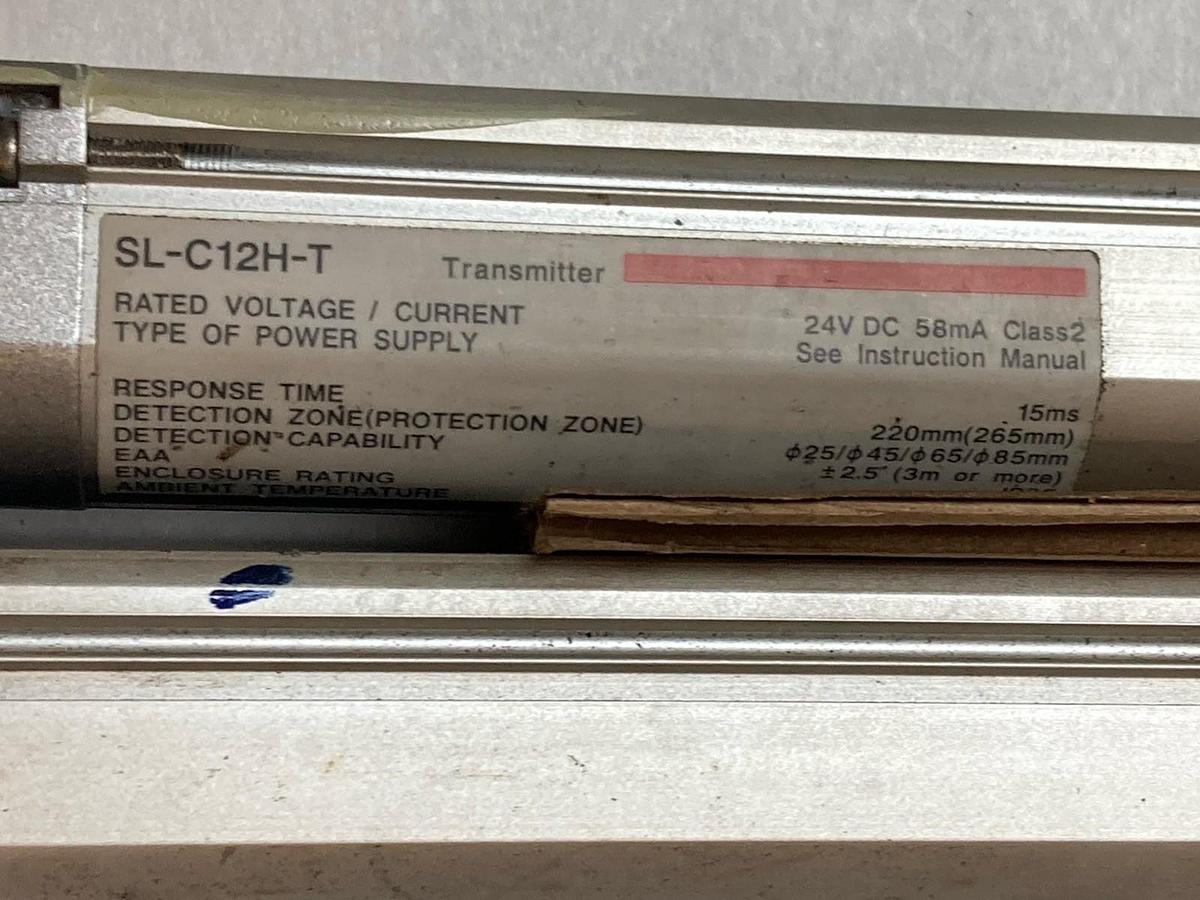 SL-C12H-T Transmitter
RATED VOLTAGE / CURRENT 24V DC 58mA Class2
TYPE OF POWER SUPPLY See Instruction Manual
RESPONSE TIME 15ms
DETECTION ZONE(PROTECTION ZONE) 220mm(265mm)
DETECTION CAPABILITY ϕ25/ϕ45/ϕ65/ϕ85mm
EAA ±2.5° (3m or more)
ENCLOSURE RATING
AMBIENT TEMPERATURE